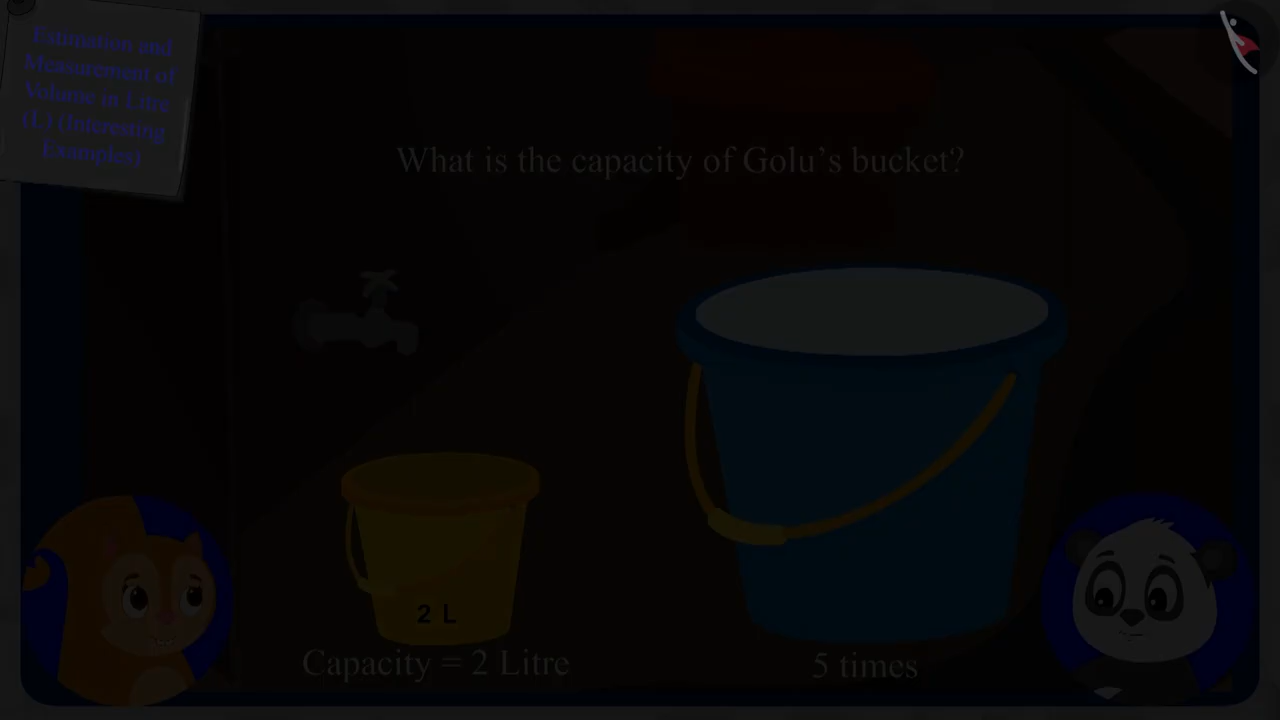 Estimation and
Measurement of
Volume in Litre
(L) (Interesting
Examples)
What is the capacity of Golu’s bucket?
2 L
Capacity = 2 Litre
5 times